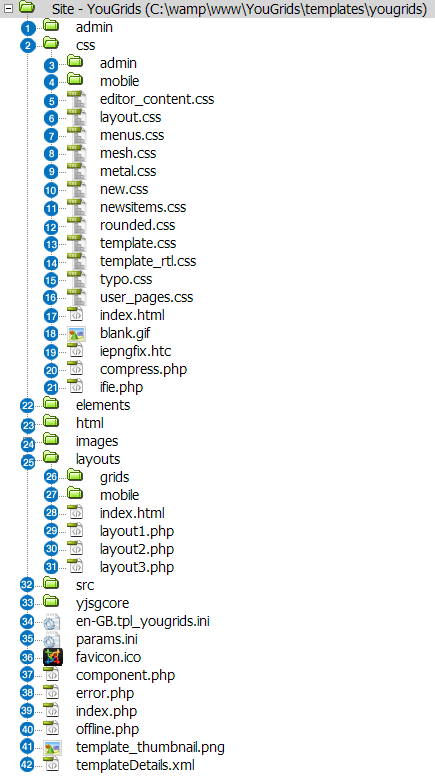 Site - YouGrids (C:\wamp\www\YouGrids\templates\yougrids)
1 admin
2 css
3 admin
4 mobile
5 editor_content.css
6 layout.css
7 menus.css
8 mesh.css
9 metal.css
10 new.css
11 newsitems.css
12 rounded.css
13 template.css
14 template_rtl.css
15 typo.css
16 user_pages.css
17 index.html
18 blank.gif
19 iepngfix.htc
20 compress.php
21 ifie.php
22 elements
23 html
24 images
25 layouts
26 grids
27 mobile
28 index.html
29 layout1.php
30 layout2.php
31 layout3.php
32 src
33 yjsgcore
34 en-GB.tpl_yougrids.ini
35 params.ini
36 favicon.ico
37 component.php
38 error.php
39 index.php
40 offline.php
41 template_thumbnail.png
42 templateDetails.xml